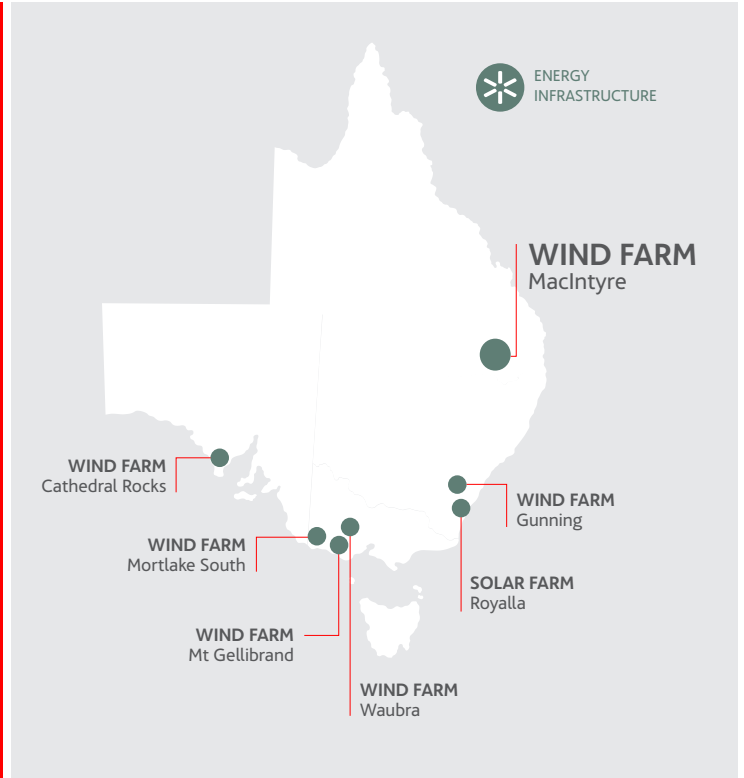 ENERGY
INFRASTRUCTURE
WIND FARM
MacIntyre
WIND FARM
Cathedral Rocks
WIND FARM
Gunning
WIND FARM
Mortlake South
SOLAR FARM
Royalla
WIND FARM
Mt Gellibrand
WIND FARM
Waubra